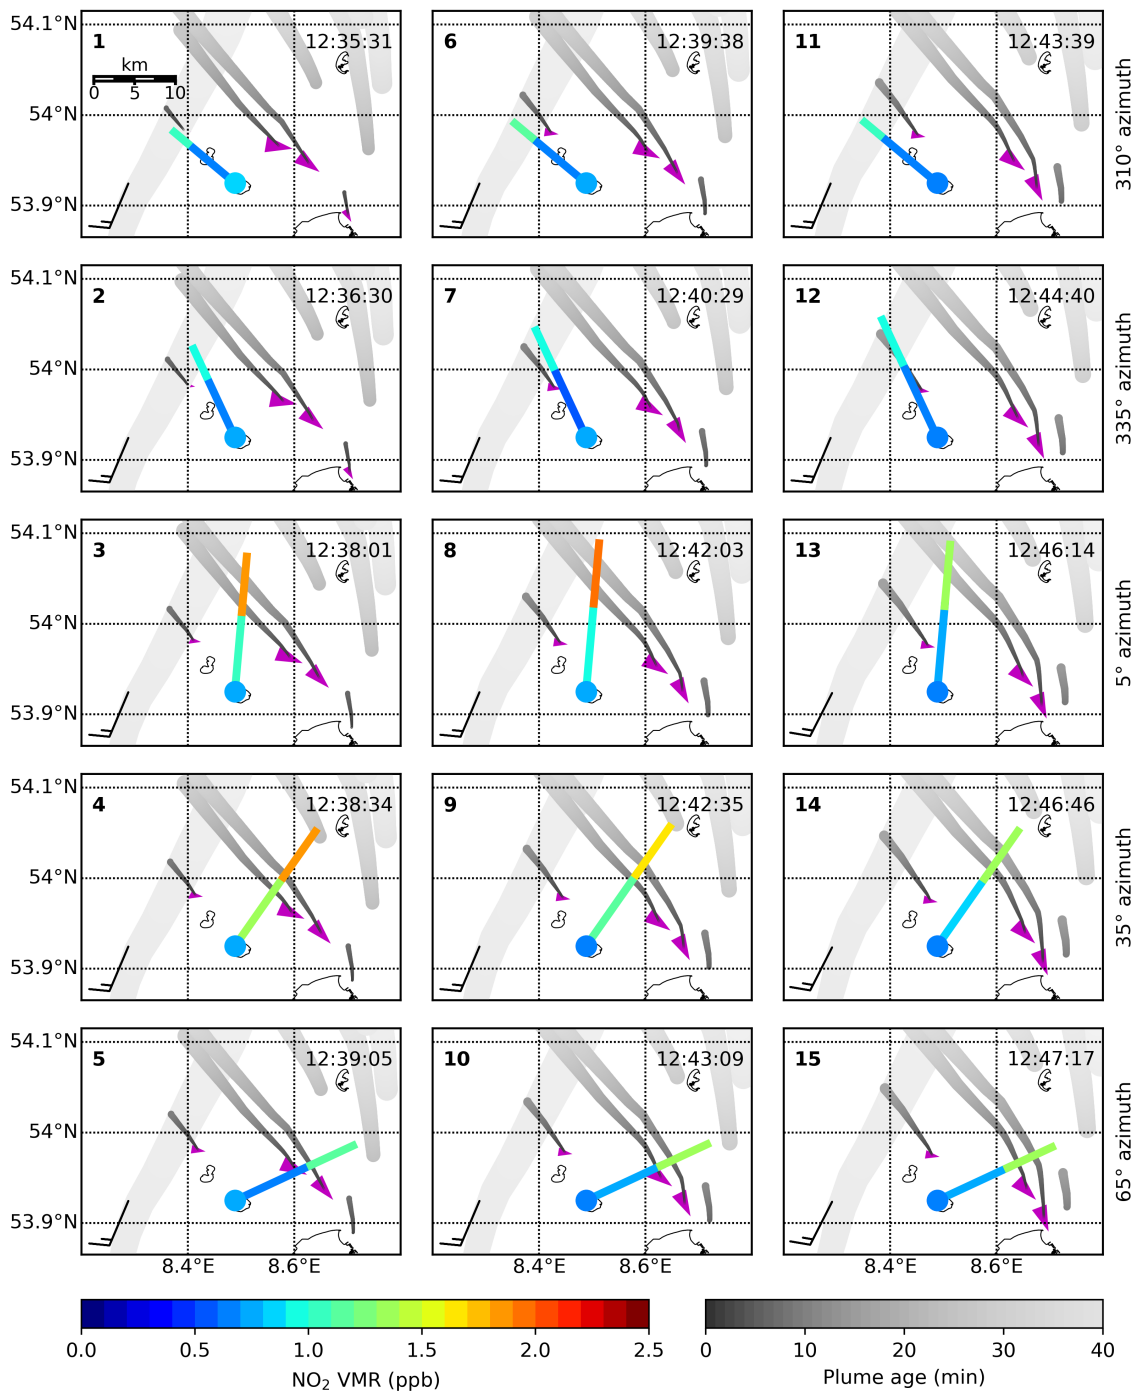 54.1°N
1
12:35:31
6
12:39:38
11
12:43:39
km
0 5 10
54°N
53.9°N
310° azimuth
54.1°N
2
12:36:30
7
12:40:29
12
12:44:40
54°N
53.9°N
335° azimuth
54.1°N
3
12:38:01
8
12:42:03
13
12:46:14
54°N
53.9°N
5° azimuth
54.1°N
4
12:38:34
9
12:42:35
14
12:46:46
54°N
53.9°N
35° azimuth
54.1°N
5
12:39:05
10
12:43:09
15
12:47:17
54°N
53.9°N
65° azimuth
8.4°E 8.6°E 8.4°E 8.6°E 8.4°E 8.6°E
0.0 0.5 1.0 1.5 2.0 2.5
NO₂ VMR (ppb)
0 10 20 30 40
Plume age (min)